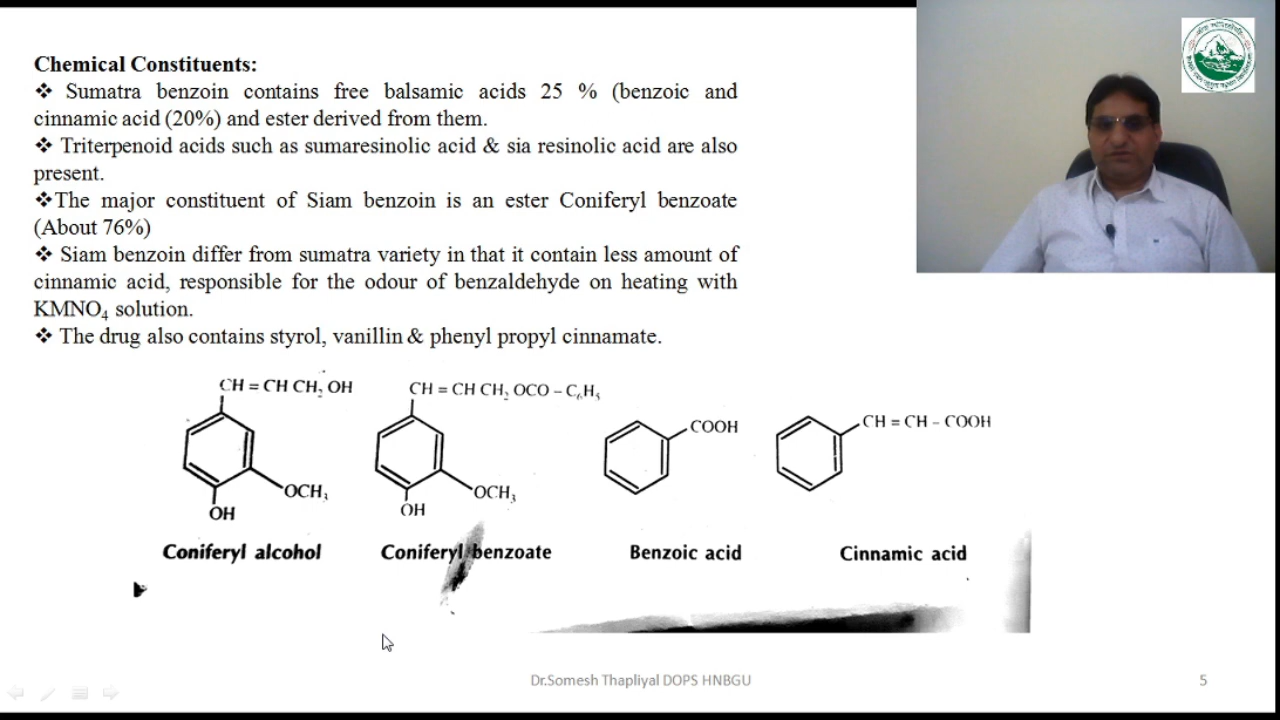 Chemical Constituents:
❖ Sumatra benzoin contains free balsamic acids 25 % (benzoic and
cinnamic acid (20%) and ester derived from them.
❖ Triterpenoid acids such as sumaresinolic acid & sia resinolic acid are also
present.
❖The major constituent of Siam benzoin is an ester Coniferyl benzoate
(About 76%)
❖ Siam benzoin differ from sumatra variety in that it contain less amount of
cinnamic acid, responsible for the odour of benzaldehyde on heating with
KMNO₄ solution.
❖ The drug also contains styrol, vanillin & phenyl propyl cinnamate.
CH = CH CH₂ OH
OCH₃
OH
Coniferyl alcohol
CH = CH CH₂ OCO – C₆H₅
OCH₃
OH
Coniferyl benzoate
COOH
Benzoic acid
CH = CH – COOH
Cinnamic acid
Dr.Somesh Thapliyal DOPS HNBGU
5